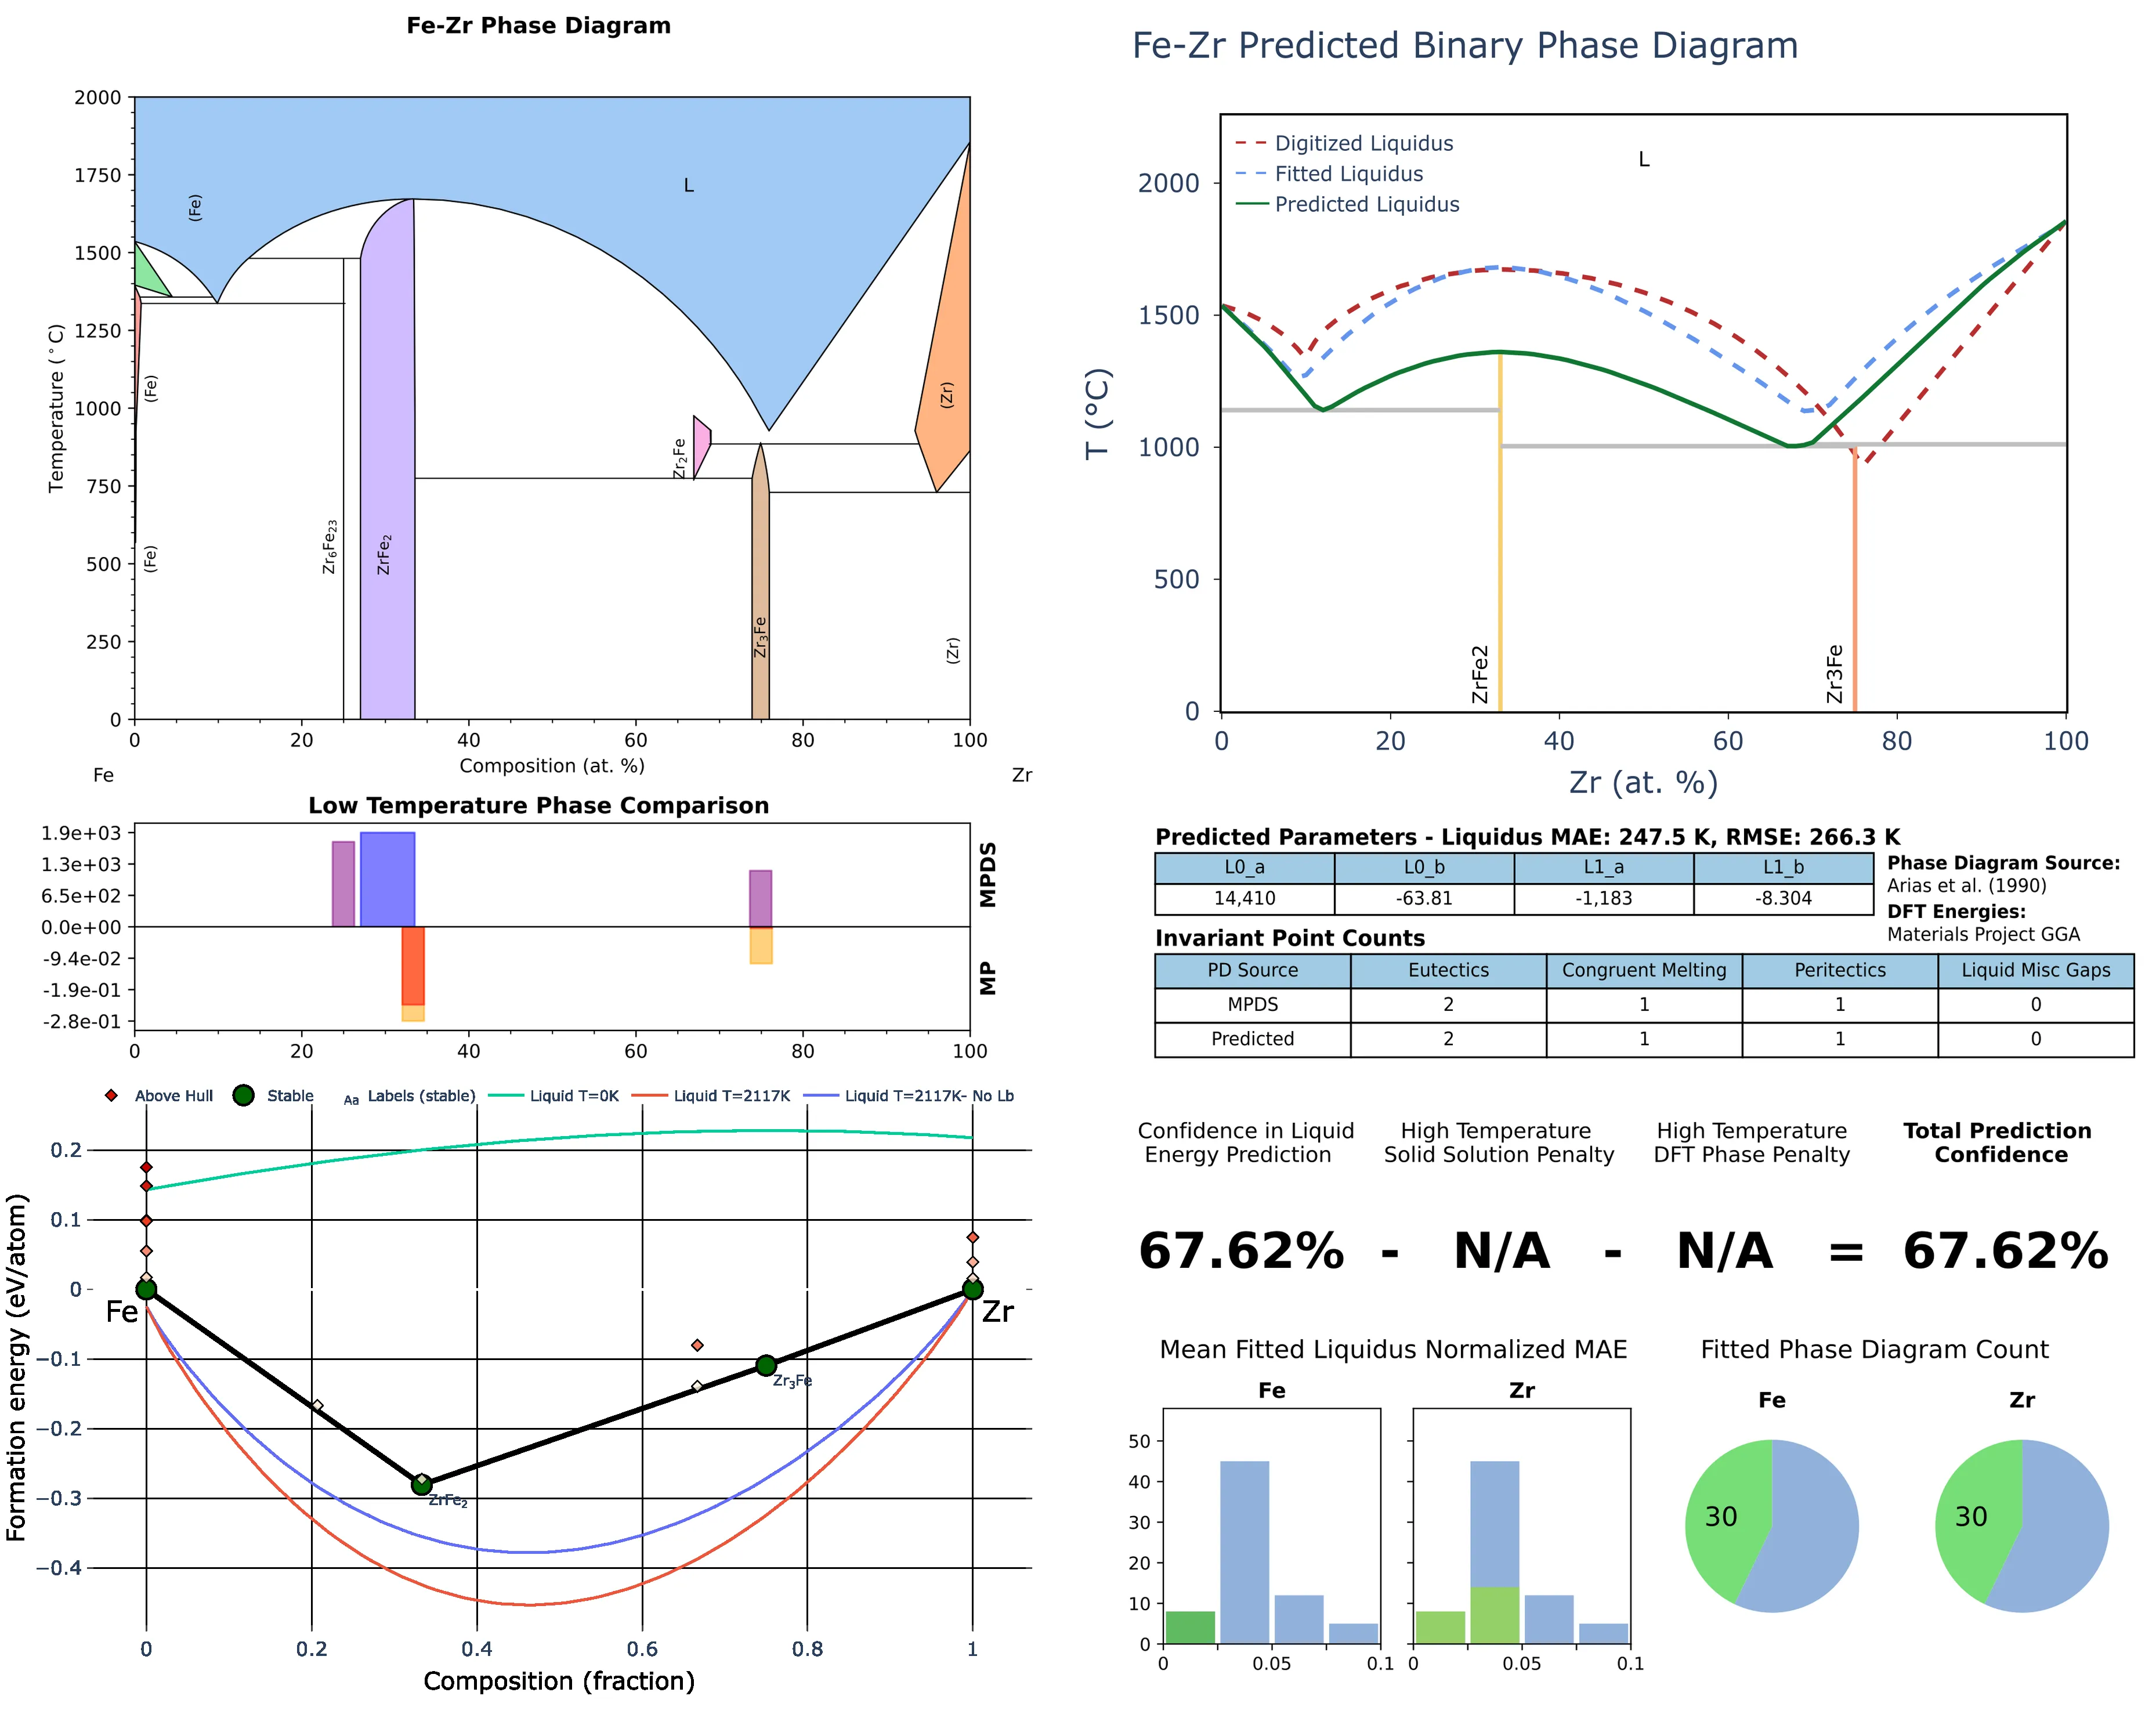 Fe-Zr Phase Diagram
2000
1750
1500
1250
1000
750
500
250
0
Temperature (°C)
L
(Fe)
(Fe)
(Fe)
Zr6Fe23
ZrFe2
Zr2Fe
Zr3Fe
(Zr)
(Zr)
0 20 40 60 80 100
Composition (at. %)
Fe Zr
Low Temperature Phase Comparison
1.9e+03
1.3e+03
6.5e+02
0.0e+00
-9.4e-02
-1.9e-01
-2.8e-01
MPDS
MP
0 20 40 60 80 100
Above Hull Stable Aa Labels (stable) Liquid T=0K Liquid T=2117K Liquid T=2117K- No Lb
0.2
0.1
0
−0.1
−0.2
−0.3
−0.4
Formation energy (eV/atom)
Fe
Zr
Zr3Fe
ZrFe2
0 0.2 0.4 0.6 0.8 1
Composition (fraction)
Fe-Zr Predicted Binary Phase Diagram
Digitized Liquidus
Fitted Liquidus
Predicted Liquidus
L
2000
1500
1000
500
0
T (°C)
ZrFe2
Zr3Fe
0 20 40 60 80 100
Zr (at. %)
Predicted Parameters - Liquidus MAE: 247.5 K, RMSE: 266.3 K
L0_a L0_b L1_a L1_b
14,410 -63.81 -1,183 -8.304
Phase Diagram Source:
Arias et al. (1990)
DFT Energies:
Materials Project GGA
Invariant Point Counts
PD Source Eutectics Congruent Melting Peritectics Liquid Misc Gaps
MPDS 2 1 1 0
Predicted 2 1 1 0
Confidence in Liquid
Energy Prediction
High Temperature
Solid Solution Penalty
High Temperature
DFT Phase Penalty
Total Prediction
Confidence
67.62% - N/A - N/A = 67.62%
Mean Fitted Liquidus Normalized MAE
Fe Zr
50
40
30
20
10
0
0 0.05 0.1 0 0.05 0.1
Fitted Phase Diagram Count
Fe Zr
30 30